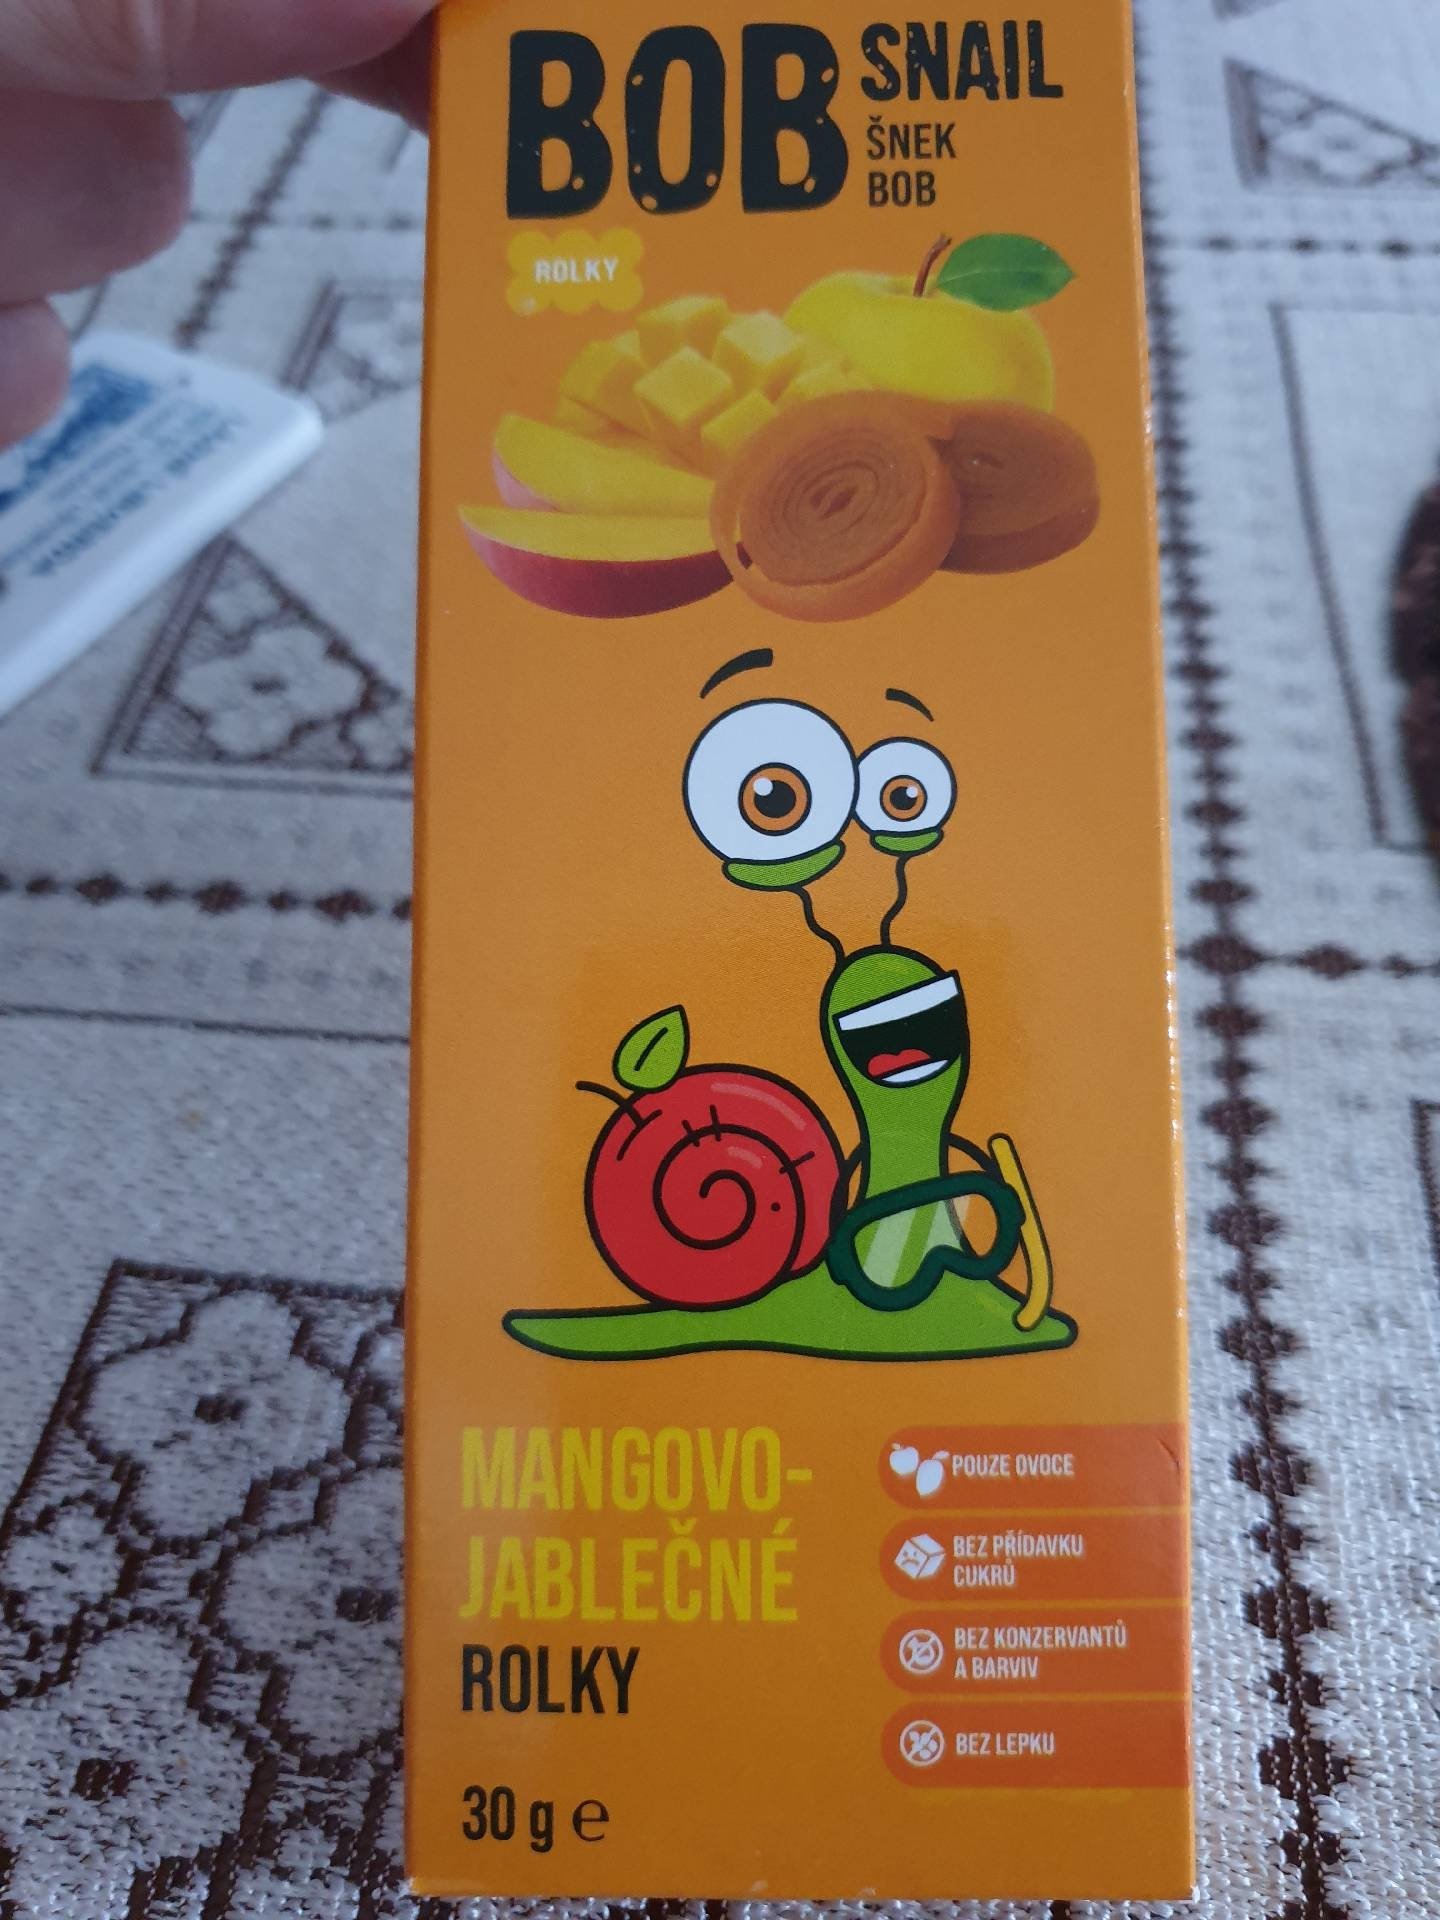 BOB SNAIL
ŠNEK
BOB
ROLKY
MANGOVO-
JABLEČNÉ
ROLKY
30 g e
POUZE OVOCE
BEZ PŘÍDAVKU
CUKRŮ
BEZ KONZERVANTŮ
A BARVIV
BEZ LEPKU